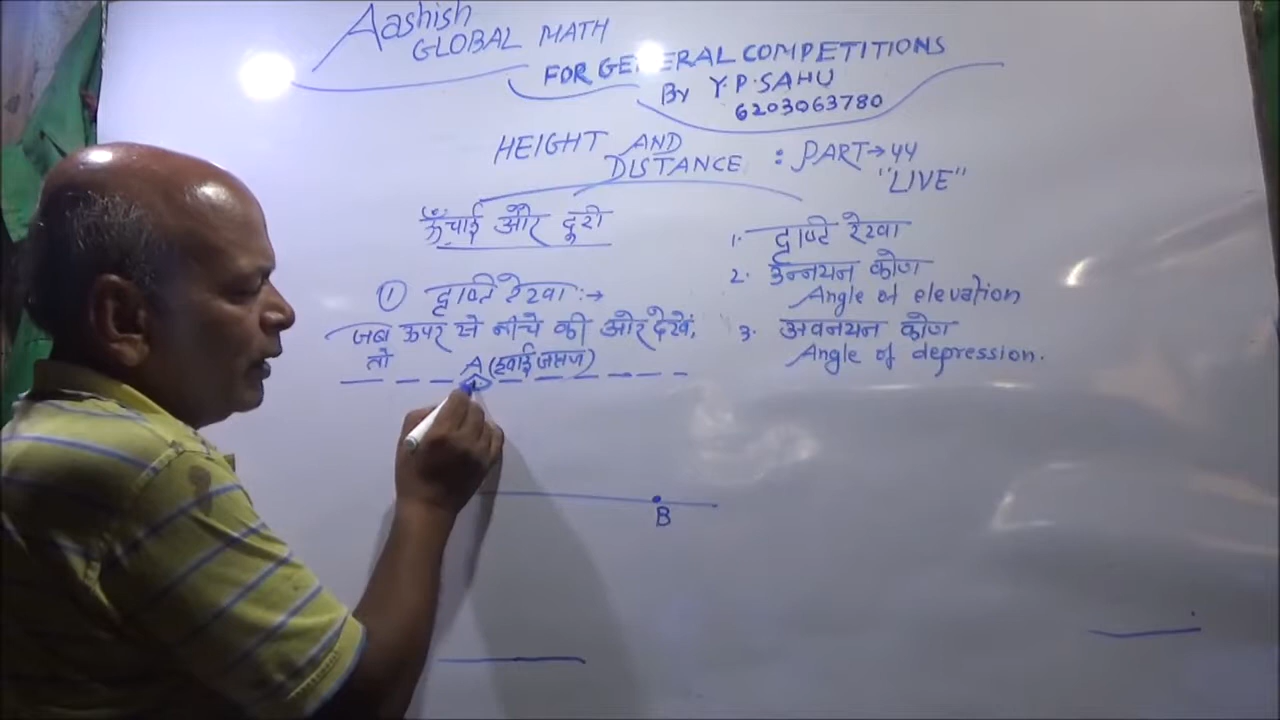 Aashish
GLOBAL MATH
FOR GENERAL COMPETITIONS
By Y.P.SAHU
6203063780
HEIGHT AND
DISTANCE : PART→44
"LIVE"
ऊँचाई और दूरी
1. दृष्टि रेखा
2. उन्नयन कोण
Angle of elevation
3. अवनयन कोण
Angle of depression.
① दृष्टि रेखा :→
जब ऊपर से नीचे की ओर देखें,
तो A (हवाई जहाज)
B